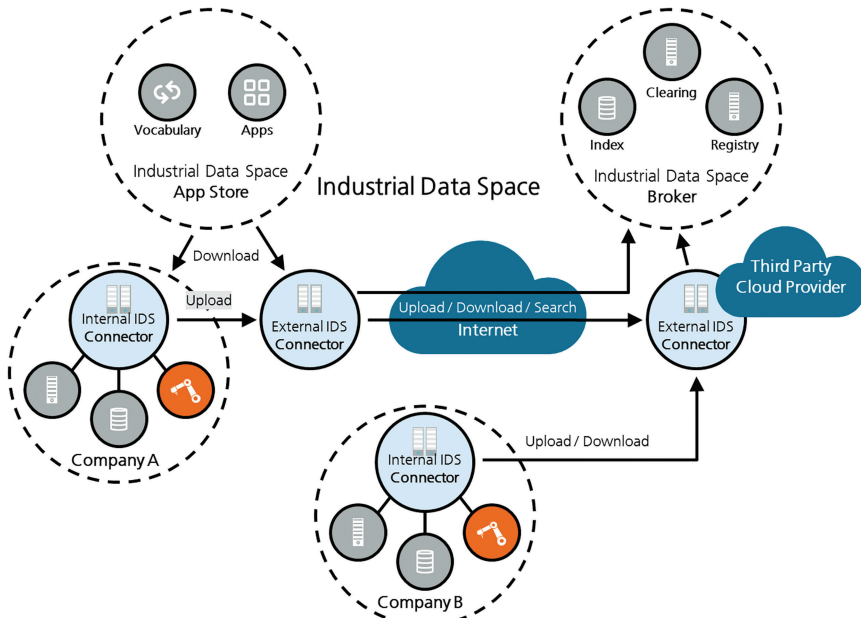 Vocabulary
Apps
Industrial Data Space
App Store
Industrial Data Space
Clearing
Index
Registry
Industrial Data Space
Broker
Download
Upload
Internal IDS
Connector
External IDS
Connector
Upload / Download / Search
Internet
External IDS
Connector
Third Party
Cloud Provider
Company A
Upload / Download
Internal IDS
Connector
Company B